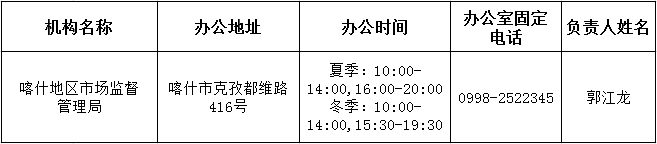 机构名称
办公地址
办公时间
办公室固定
电话
负责人姓名
喀什地区市场监督
管理局
喀什市克孜都维路
416号
夏季：10:00-
14:00,16:00-20:00
冬季：10:00-
14:00,15:30-19:30
0998-2522345
郭江龙